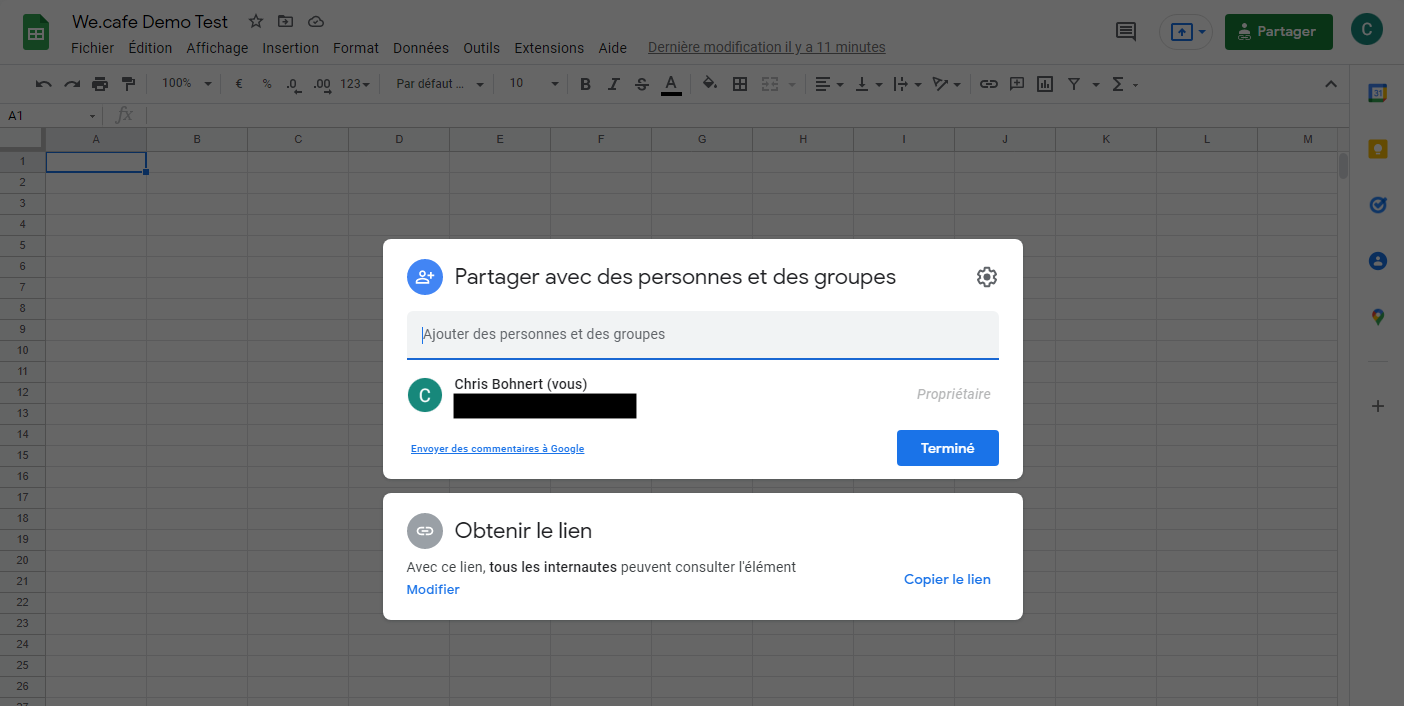 We.cafe Demo Test
Fichier Édition Affichage Insertion Format Données Outils Extensions Aide Dernière modification il y a 11 minutes
Partager
C
100% € % .0 .00 123 Par défaut ... 10 B I S A
31
A1 fx
A B C D E F G H I J K L M
1
2
3
4
5
6
7
8
9
10
11
12
13
14
15
16
17
18
19
20
21
22
23
24
25
26
27
Partager avec des personnes et des groupes
Ajouter des personnes et des groupes
C
Chris Bohnert (vous)
Propriétaire
Envoyer des commentaires à Google
Terminé
Obtenir le lien
Avec ce lien, tous les internautes peuvent consulter l'élément
Modifier
Copier le lien